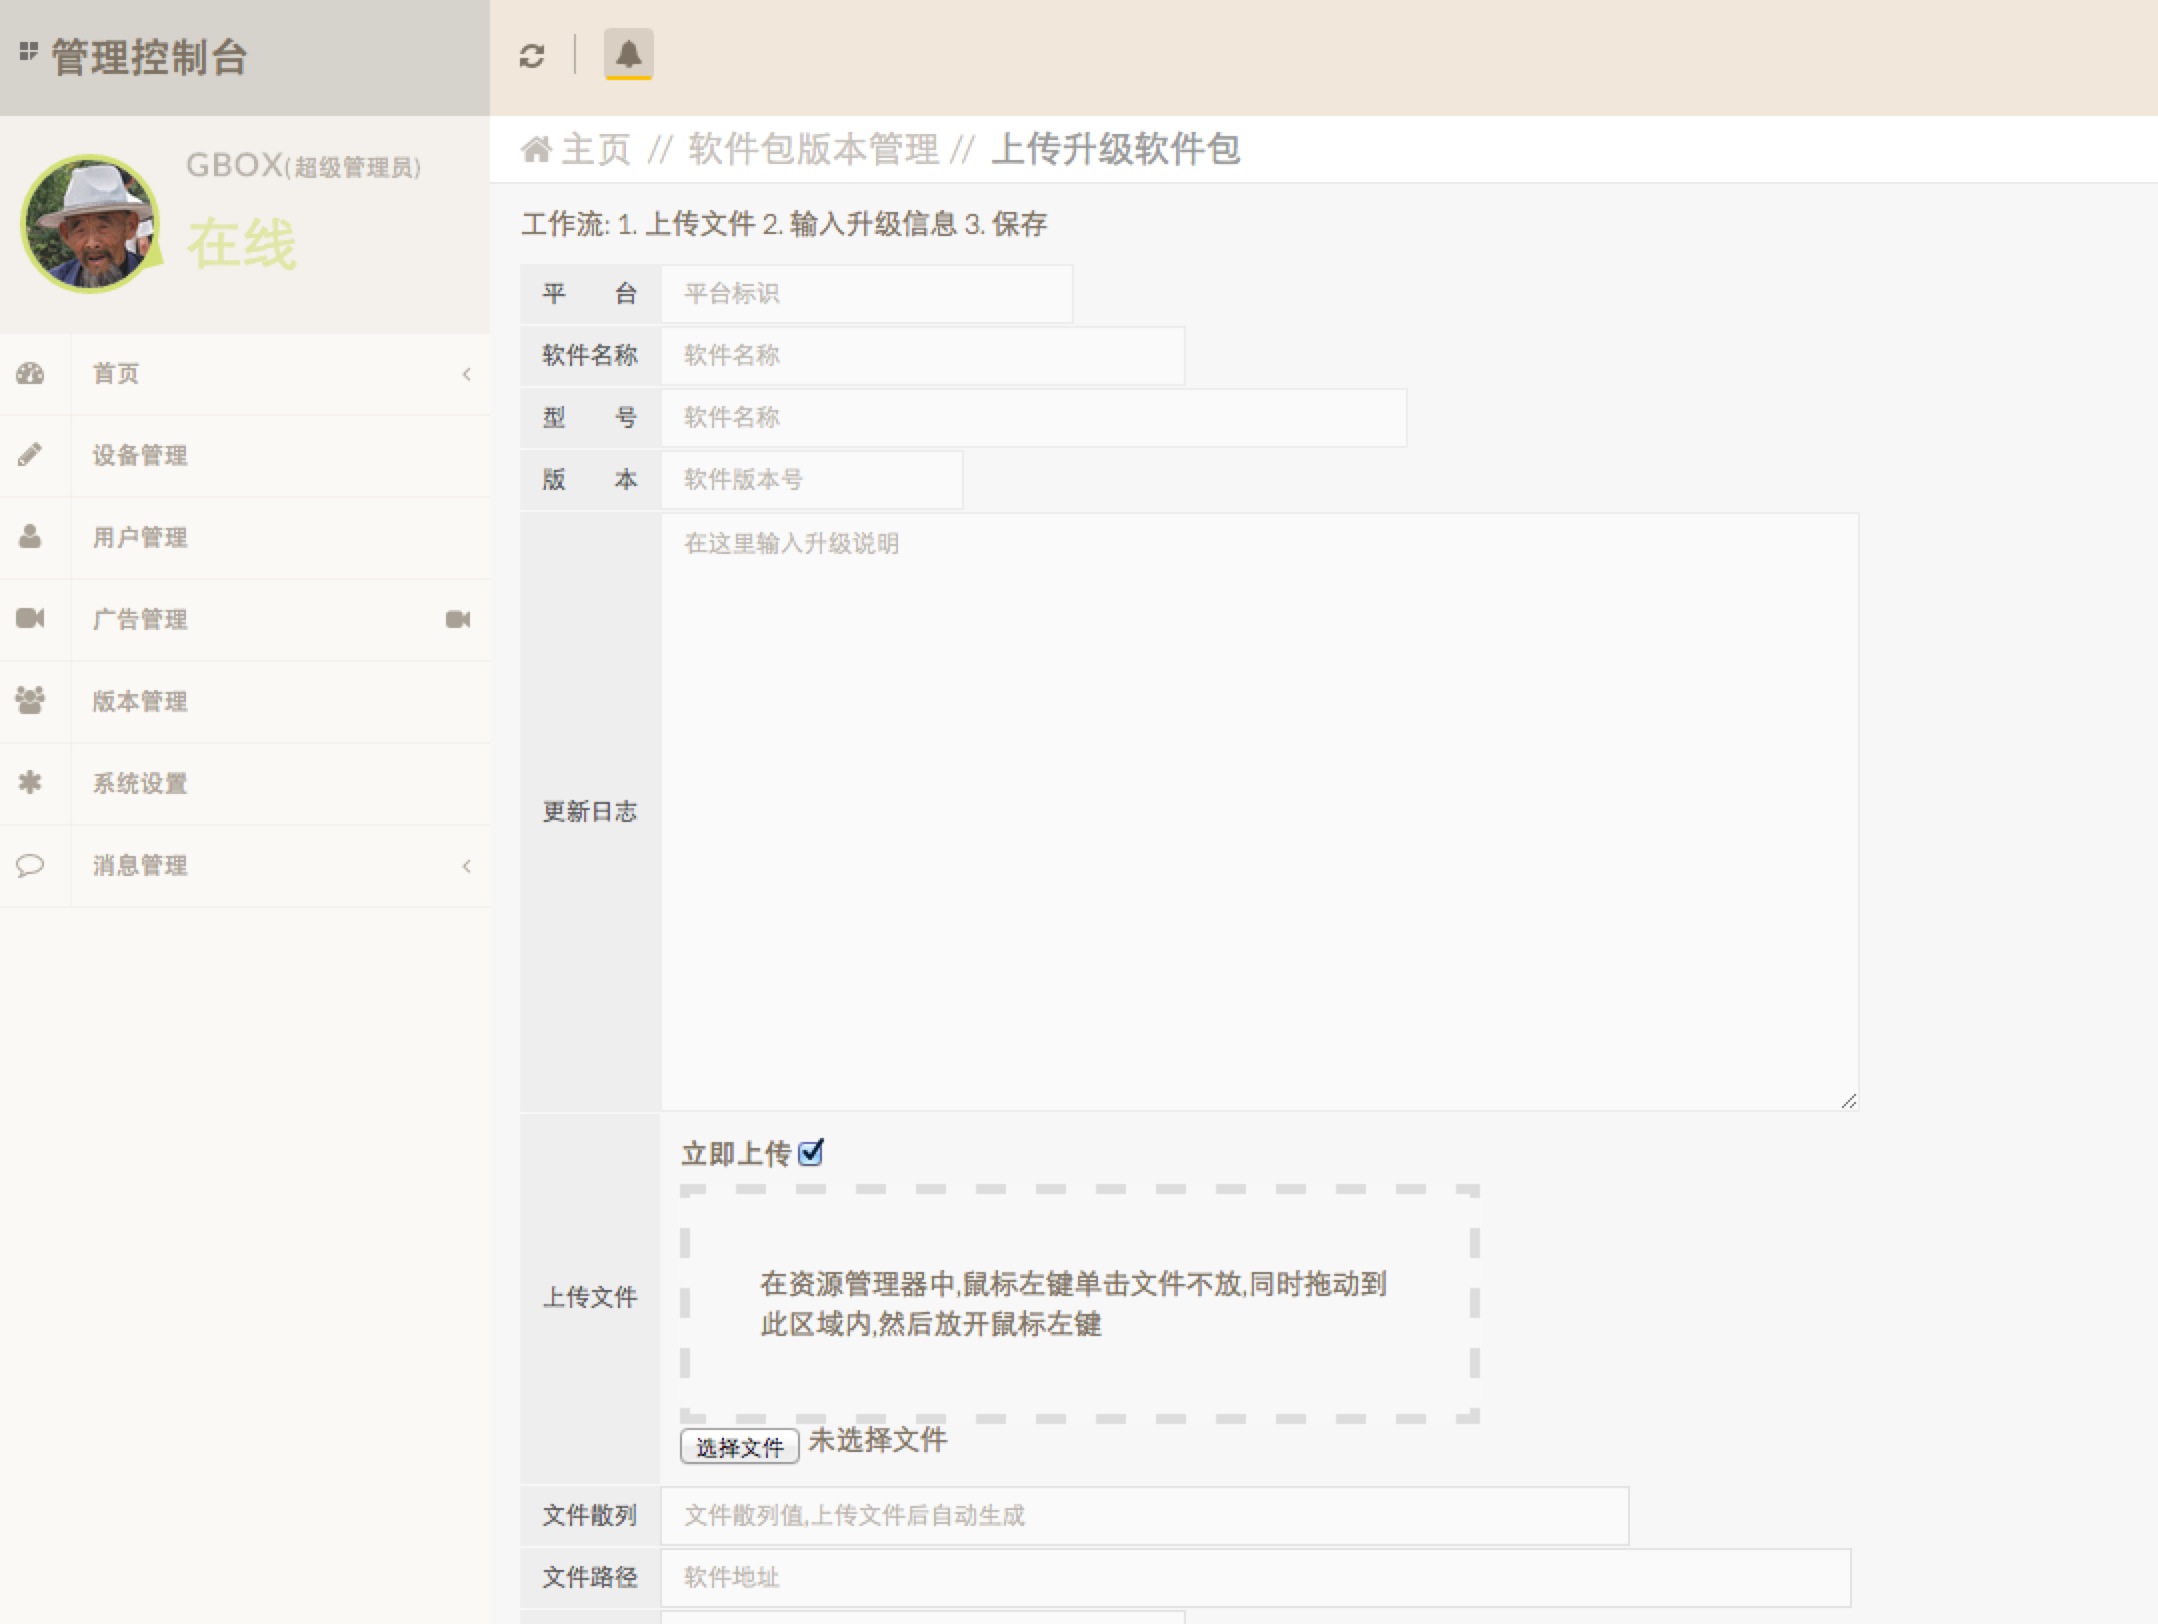 管理控制台
GBOX(超级管理员)
在线
首页
设备管理
用户管理
广告管理
版本管理
系统设置
消息管理
主页 // 软件包版本管理 // 上传升级软件包
工作流: 1. 上传文件 2. 输入升级信息 3. 保存
平 台 平台标识
软件名称 软件名称
型 号 软件名称
版 本 软件版本号
更新日志 在这里输入升级说明
上传文件
立即上传
在资源管理器中,鼠标左键单击文件不放,同时拖动到
此区域内,然后放开鼠标左键
选择文件 未选择文件
文件散列 文件散列值,上传文件后自动生成
文件路径 软件地址